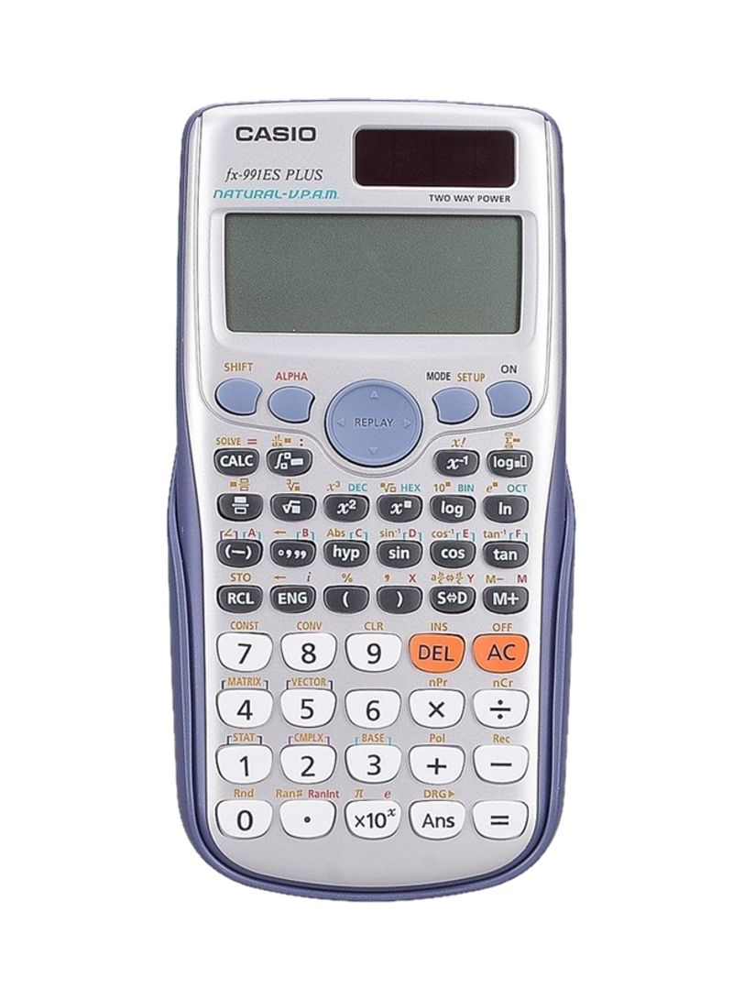 CASIO
fx-991ES PLUS
NATURAL-V.P.A.M.
TWO WAY POWER
SHIFT ALPHA MODE SETUP ON
REPLAY
SOLVE = d/dx :  x! Σ
CALC ∫ x⁻¹ log
∛ x³ DEC √ HEX 10 BIN e OCT
√ x² x log ln
∠ A ← B Abs C sin⁻¹ D cos⁻¹ E tan⁻¹ F
(−) °,,, hyp sin cos tan
STO ← i % , X a b/c⇔d/c Y M− M
RCL ENG ( ) S⇔D M+
CONST CONV CLR INS OFF
7 8 9 DEL AC
MATRIX VECTOR nPr nCr
4 5 6 × ÷
STAT CMPLX BASE Pol Rec
1 2 3 + −
Rnd Ran# RanInt π e DRG▶
0 . ×10ˣ Ans =